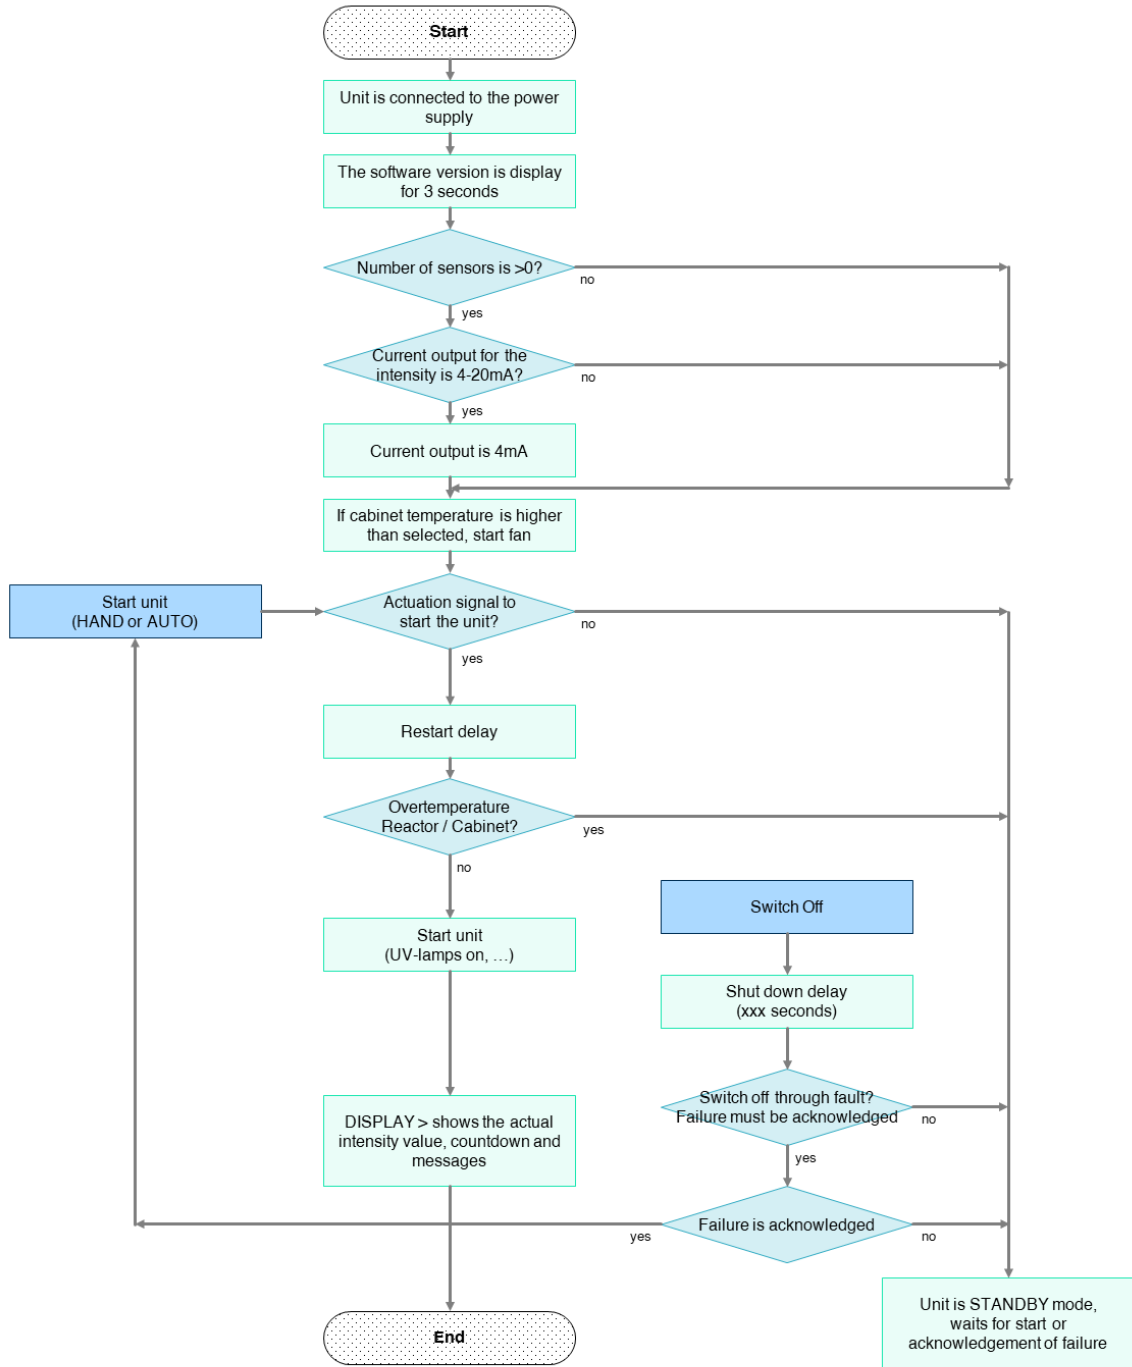 Start
Unit is connected to the power
supply
The software version is display
for 3 seconds
Number of sensors is >0?
no
yes
Current output for the
intensity is 4-20mA?
no
yes
Current output is 4mA
If cabinet temperature is higher
than selected, start fan
Start unit
(HAND or AUTO)
Actuation signal to
start the unit?
no
yes
Restart delay
Overtemperature
Reactor / Cabinet?
yes
no
Start unit
(UV-lamps on, ...)
Switch Off
Shut down delay
(xxx seconds)
Switch off through fault?
Failure must be acknowledged
no
yes
DISPLAY > shows the actual
intensity value, countdown and
messages
Failure is acknowledged
yes
no
Unit is STANDBY mode,
waits for start or
acknowledgement of failure
End